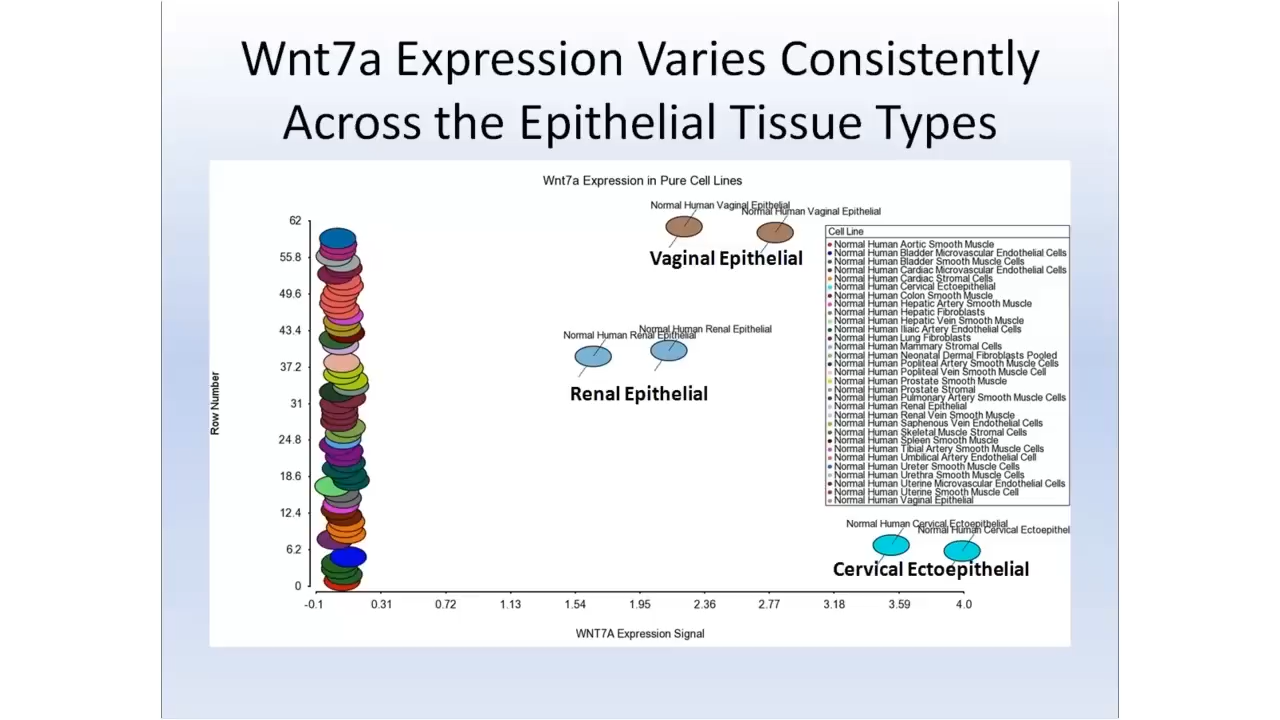 Wnt7a Expression Varies Consistently
Across the Epithelial Tissue Types
Wnt7a Expression in Pure Cell Lines
Normal Human Vaginal Epithelial
Normal Human Vaginal Epithelial
Vaginal Epithelial
Normal Human Renal Epithelial
Normal Human Renal Epithelial
Renal Epithelial
Normal Human Cervical Ectoepithelial
Normal Human Cervical Ectoepithel
Cervical Ectoepithelial
Cell Line
Normal Human Aortic Smooth Muscle
Normal Human Bladder Microvascular Endothelial Cells
Normal Human Bladder Smooth Muscle Cells
Normal Human Cardiac Microvascular Endothelial Cells
Normal Human Cardiac Stromal Cells
Normal Human Cervical Ectoepithelial
Normal Human Colon Smooth Muscle
Normal Human Hepatic Artery Smooth Muscle
Normal Human Hepatic Fibroblasts
Normal Human Hepatic Vein Smooth Muscle
Normal Human Iliaic Artery Endothelial Cells
Normal Human Lung Fibroblasts
Normal Human Mammary Stromal Cells
Normal Human Neonatal Dermal Fibroblasts Pooled
Normal Human Popliteal Artery Smooth Muscle Cells
Normal Human Popliteal Vein Smooth Muscle Cell
Normal Human Prostate Smooth Muscle
Normal Human Prostate Stromal
Normal Human Pulmonary Artery Smooth Muscle Cells
Normal Human Renal Epithelial
Normal Human Renal Vein Smooth Muscle
Normal Human Saphenous Vein Endothelial Cells
Normal Human Skeletal Muscle Stromal Cells
Normal Human Spleen Smooth Muscle
Normal Human Tibial Artery Smooth Muscle Cells
Normal Human Umbilical Artery Endothelial Cell
Normal Human Ureter Smooth Muscle Cells
Normal Human Urethra Smooth Muscle Cells
Normal Human Uterine Microvascular Endothelial Cells
Normal Human Uterine Smooth Muscle Cell
Normal Human Vaginal Epithelial
62
55.8
49.6
43.4
37.2
31
24.8
18.6
12.4
6.2
0
Row Number
-0.1 0.31 0.72 1.13 1.54 1.95 2.36 2.77 3.18 3.59 4.0
WNT7A Expression Signal